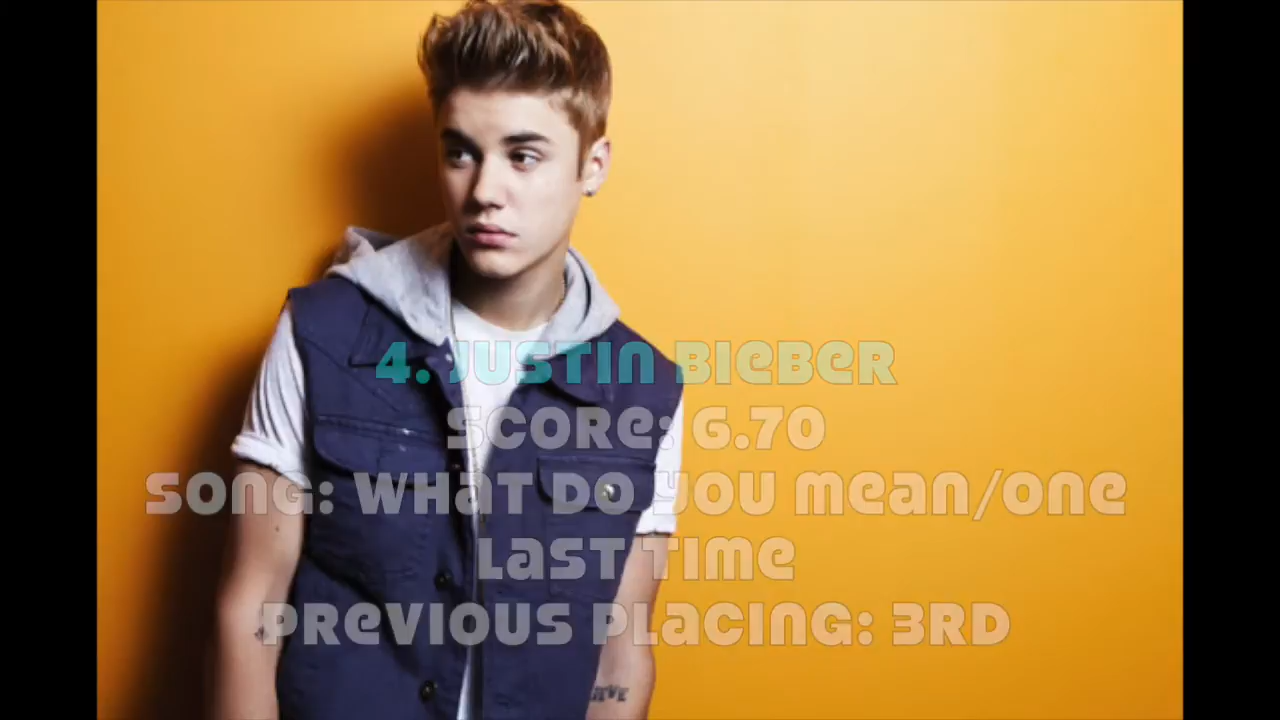 4. JUSTIN BIEBER
SCORE: 6.70
SONG: WHAT DO YOU MEAN/ONE
LAST TIME
PREVIOUS PLACING: 3RD